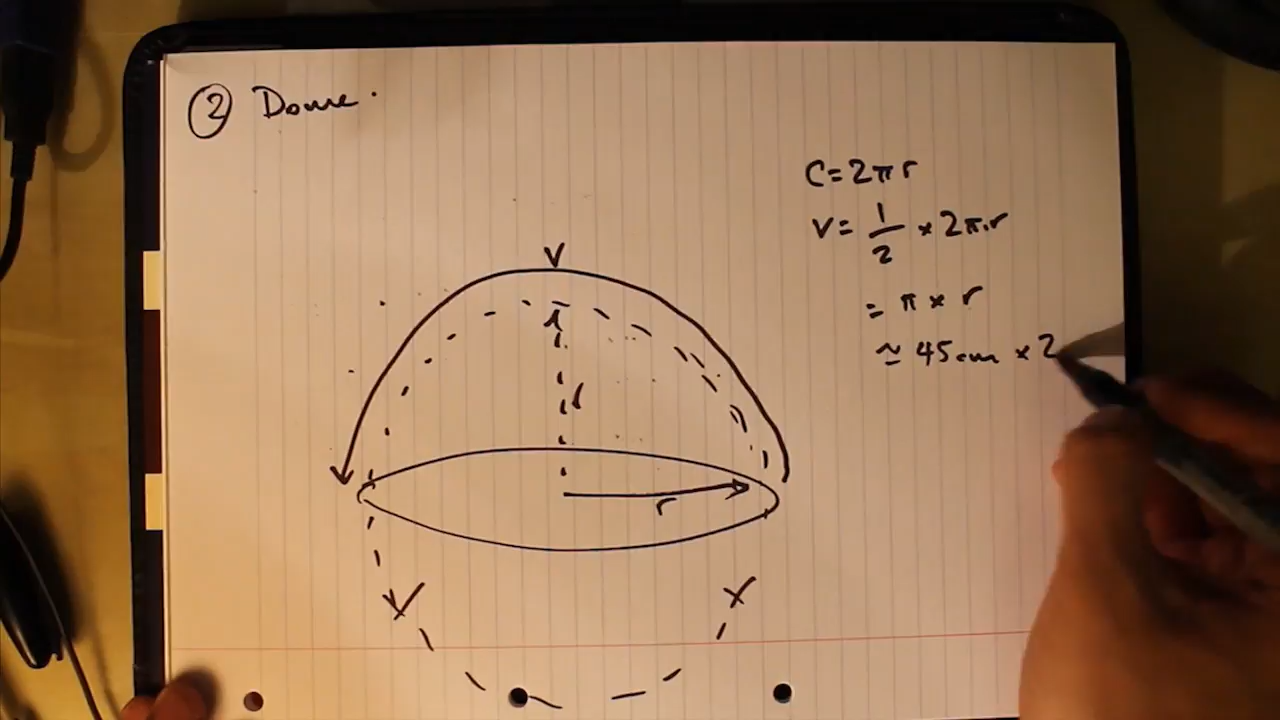 ② Dome.
C = 2πr
V = 1/2 × 2π.r
= π × r
≃ 45cm × 2
V
r
r